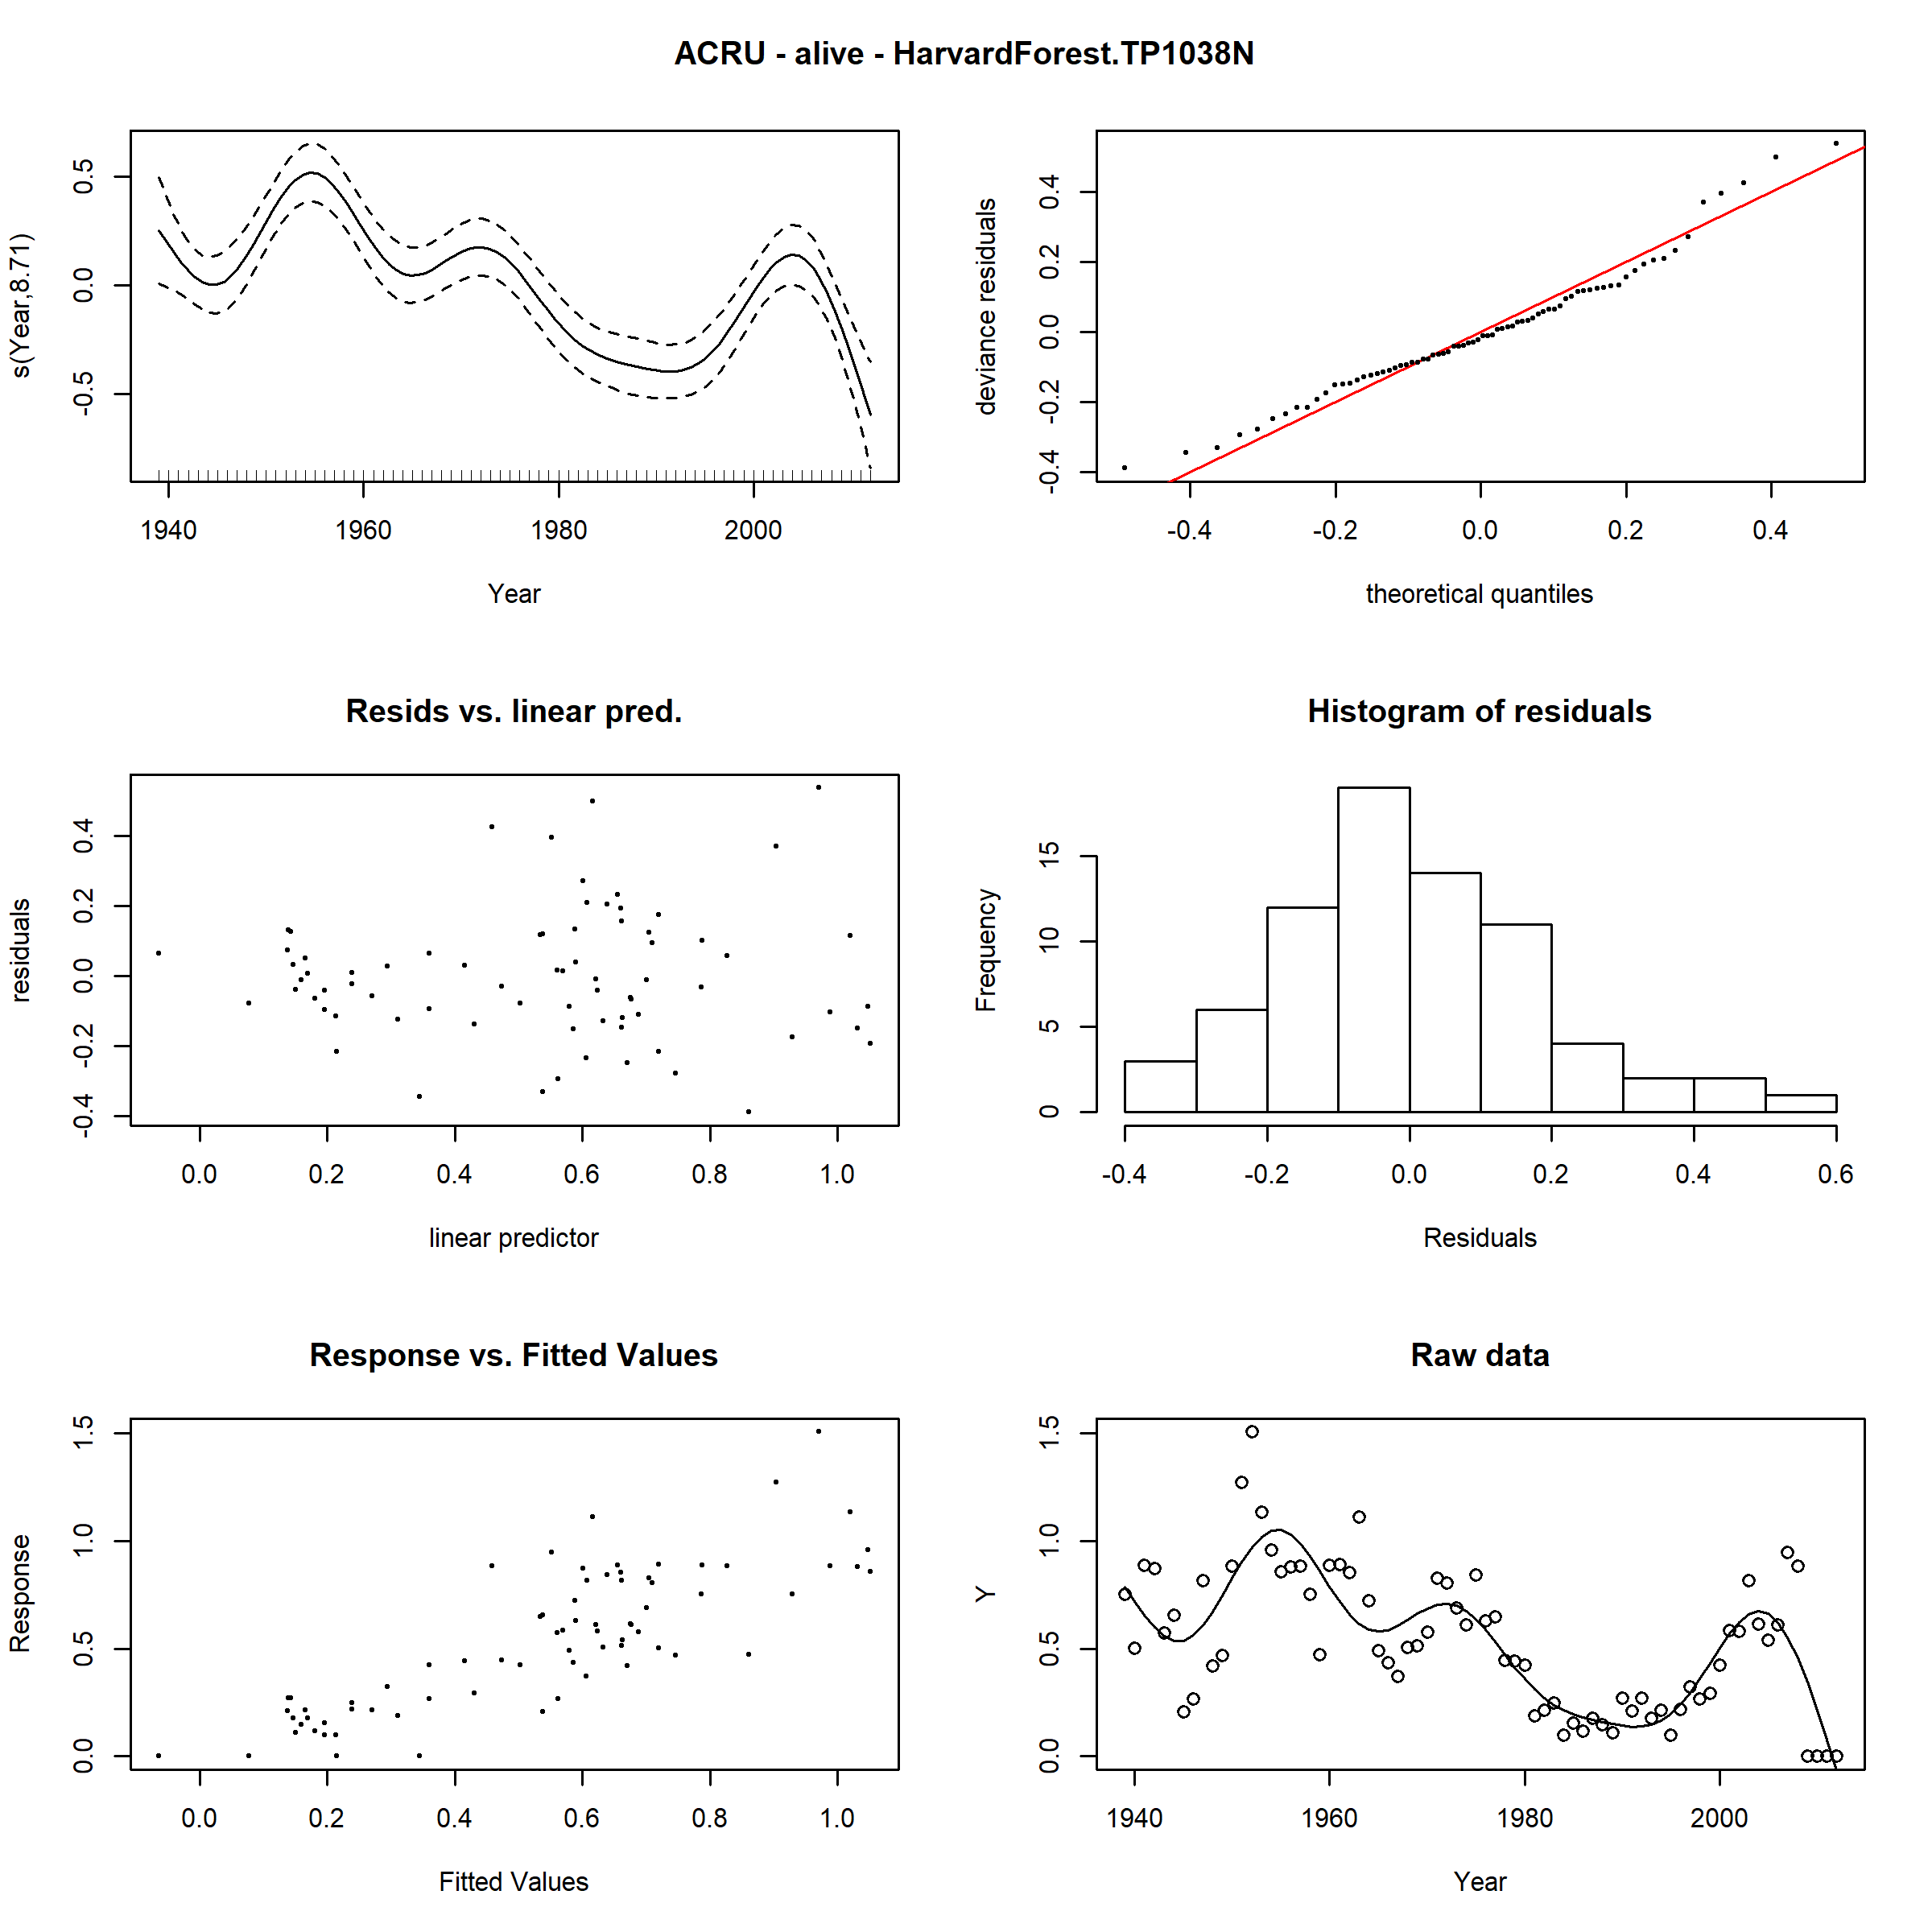 ACRU - alive - HarvardForest.TP1038N
s(Year,8.71)
0.5
0.0
-0.5
1940 1960 1980 2000
Year
deviance residuals
0.4
0.2
0.0
-0.2
-0.4
-0.4 -0.2 0.0 0.2 0.4
theoretical quantiles
Resids vs. linear pred.
residuals
0.4
0.2
0.0
-0.2
-0.4
0.0 0.2 0.4 0.6 0.8 1.0
linear predictor
Histogram of residuals
Frequency
15
10
5
0
-0.4 -0.2 0.0 0.2 0.4 0.6
Residuals
Response vs. Fitted Values
Response
1.5
1.0
0.5
0.0
0.0 0.2 0.4 0.6 0.8 1.0
Fitted Values
Raw data
Y
1.5
1.0
0.5
0.0
1940 1960 1980 2000
Year